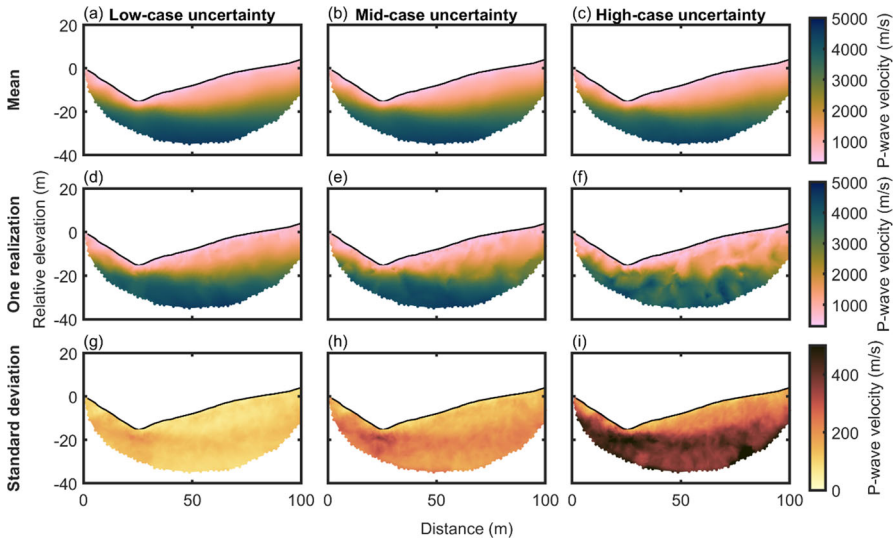 (a) Low-case uncertainty
(b) Mid-case uncertainty
(c) High-case uncertainty
20
0
-20
-40
Mean
5000
4000
3000
2000
1000
P-wave velocity (m/s)
(d)
(e)
(f)
20
0
-20
-40
One realization
Relative elevation (m)
5000
4000
3000
2000
1000
P-wave velocity (m/s)
(g)
(h)
(i)
20
0
-20
-40
Standard deviation
400
200
0
P-wave velocity (m/s)
0 50 100
0 50 100
0 50 100
Distance (m)